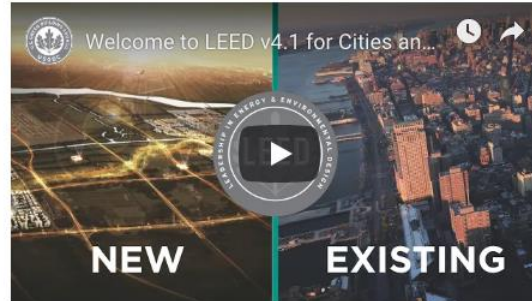 Welcome to LEED v4.1 for Cities an...
LEADERSHIP IN ENERGY & ENVIRONMENTAL DESIGN
LEED
NEW
EXISTING